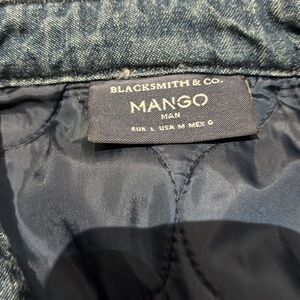 BLACKSMITH & CO.
MANGO
MAN
EUR L USA M MEX G